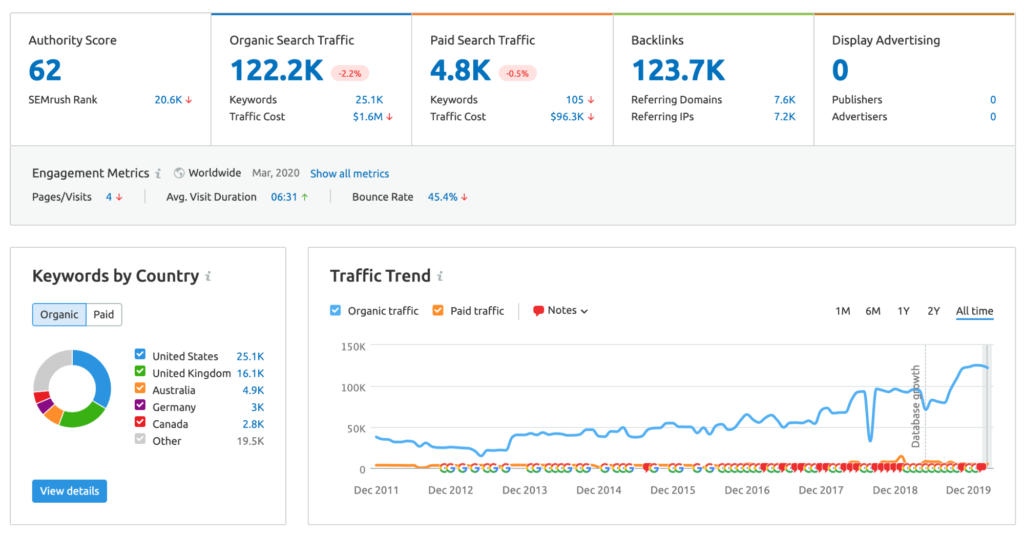 Authority Score
62
SEMrush Rank 20.6K ↓
Organic Search Traffic
122.2K -2.2%
Keywords 25.1K
Traffic Cost $1.6M ↓
Paid Search Traffic
4.8K -0.5%
Keywords 105 ↓
Traffic Cost $96.3K ↓
Backlinks
123.7K
Referring Domains 7.6K
Referring IPs 7.2K
Display Advertising
0
Publishers 0
Advertisers 0
Engagement Metrics i Worldwide Mar, 2020 Show all metrics
Pages/Visits 4 ↓ Avg. Visit Duration 06:31 ↑ Bounce Rate 45.4% ↓
Keywords by Country i
Organic Paid
United States 25.1K
United Kingdom 16.1K
Australia 4.9K
Germany 3K
Canada 2.8K
Other 19.5K
View details
Traffic Trend i
Organic traffic Paid traffic Notes 1M 6M 1Y 2Y All time
150K
100K
50K
0
Database growth
Dec 2011 Dec 2012 Dec 2013 Dec 2014 Dec 2015 Dec 2016 Dec 2017 Dec 2018 Dec 2019